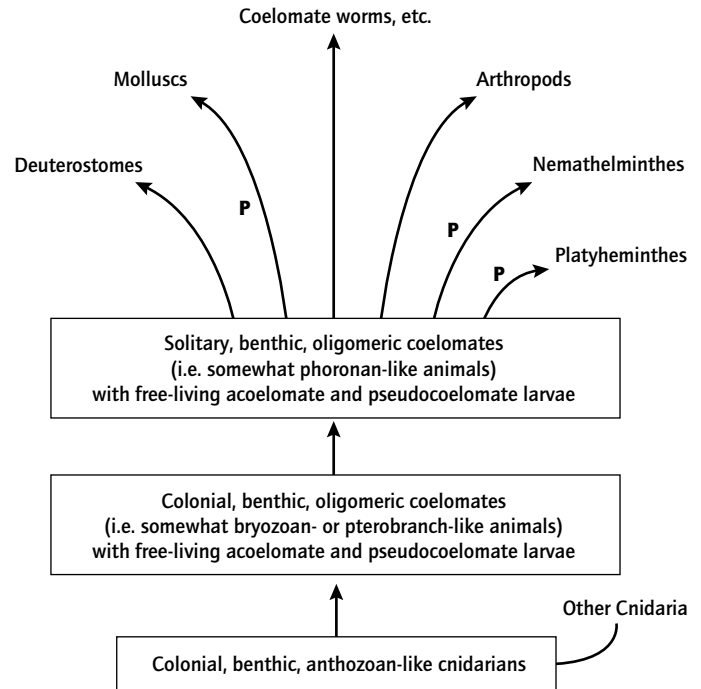 Coelomate worms, etc.
Molluscs
Arthropods
Deuterostomes
Nemathelminthes
P
P
Platyheminthes
P
Solitary, benthic, oligomeric coelomates
(i.e. somewhat phoronan-like animals)
with free-living acoelomate and pseudocoelomate larvae
Colonial, benthic, oligomeric coelomates
(i.e. somewhat bryozoan- or pterobranch-like animals)
with free-living acoelomate and pseudocoelomate larvae
Other Cnidaria
Colonial, benthic, anthozoan-like cnidarians